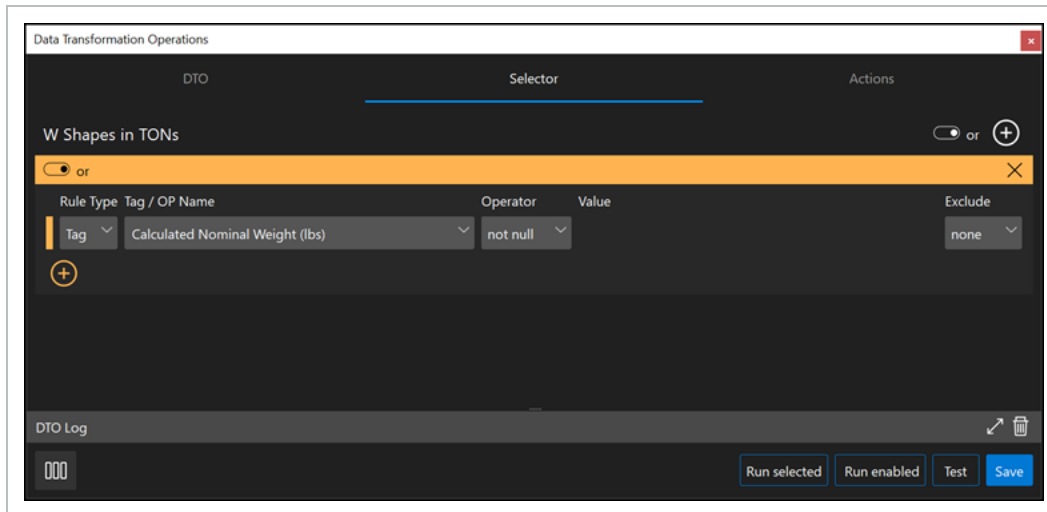 Data Transformation Operations
DTO Selector Actions
W Shapes in TONs or
or
Rule Type Tag / OP Name Operator Value Exclude
Tag Calculated Nominal Weight (lbs) not null none
DTO Log
Run selected Run enabled Test Save